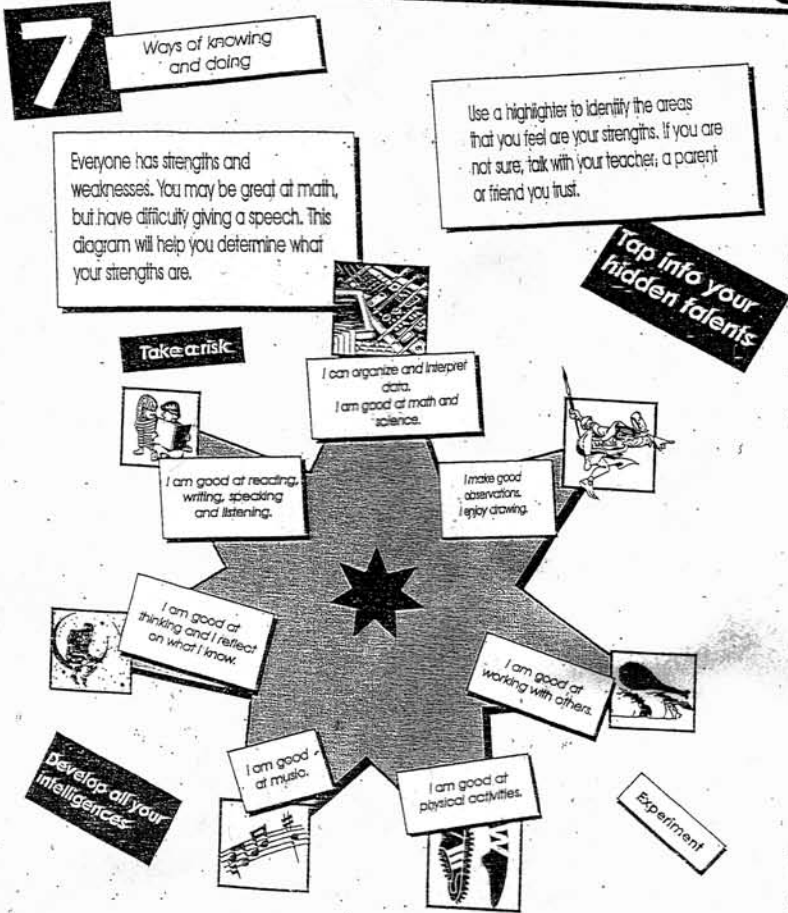 7
Ways of knowing
and doing
Use a highlighter to identify the areas
that you feel are your strengths. If you are
not sure, talk with your teacher, a parent
or friend you trust.
Everyone has strengths and
weaknesses. You may be great at math,
but have difficulty giving a speech. This
diagram will help you determine what
your strengths are.
Tap into your
hidden talents
Take a risk
I can organize and interpret
data.
I am good at math and
science.
I am good at reading,
writing, speaking
and listening.
I make good
observations.
I enjoy drawing.
I am good at
thinking and I reflect
on what I know.
I am good at
working with others.
I am good
at music.
I am good at
physical activities.
Develop all your
intelligences
Experiment